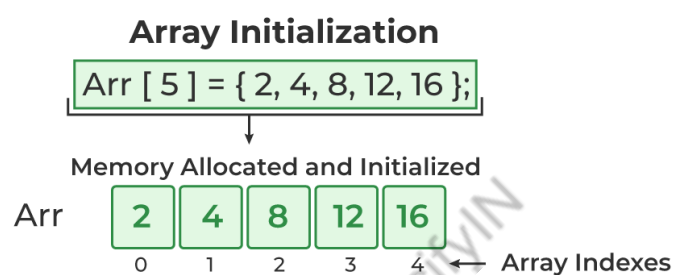 Array Initialization
Arr [ 5 ] = { 2, 4, 8, 12, 16 };
Memory Allocated and Initialized
Arr 2 4 8 12 16
0 1 2 3 4 Array Indexes